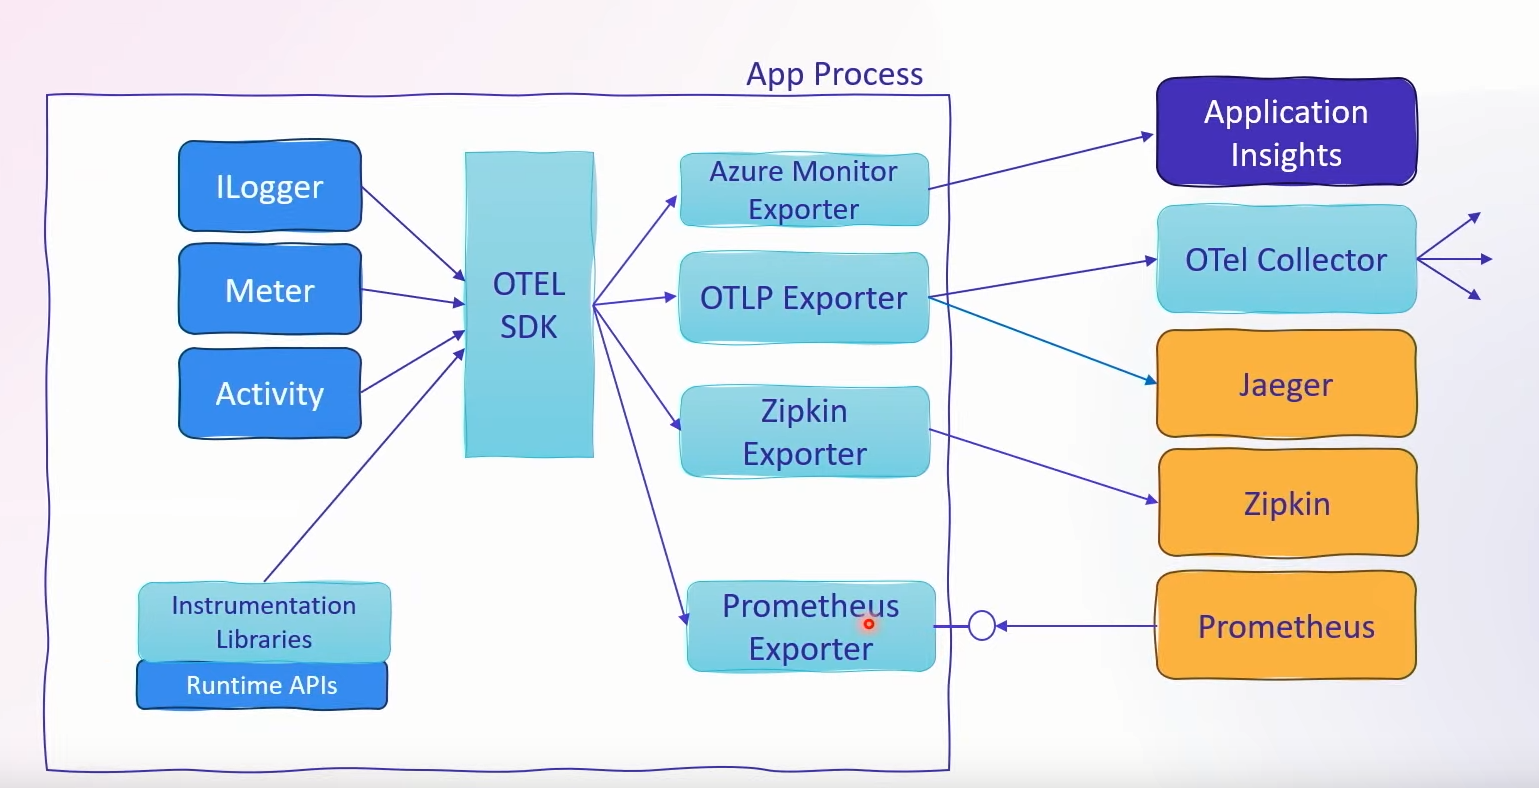 App Process
ILogger
Meter
Activity
Instrumentation
Libraries
Runtime APIs
OTEL
SDK
Azure Monitor
Exporter
OTLP Exporter
Zipkin
Exporter
Prometheus
Exporter
Application
Insights
OTel Collector
Jaeger
Zipkin
Prometheus